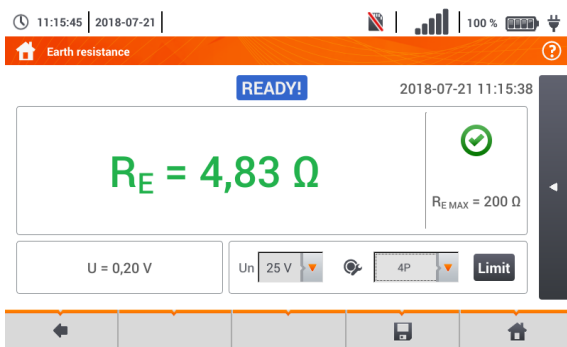 11:15:45 2018-07-21 100 %
Earth resistance ?
READY! 2018-07-21 11:15:38
RE = 4,83 Ω
RE MAX = 200 Ω
U = 0,20 V Un 25 V 4P Limit